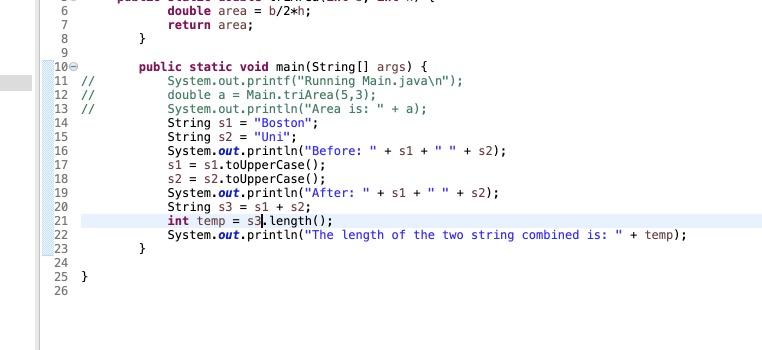 6 double area = b/2*h;
7 return area;
8 }
9
10 public static void main(String[] args) {
11 // System.out.printf("Running Main.java\n");
12 // double a = Main.triArea(5,3);
13 // System.out.println("Area is: " + a);
14 String s1 = "Boston";
15 String s2 = "Uni";
16 System.out.println("Before: " + s1 + " " + s2);
17 s1 = s1.toUpperCase();
18 s2 = s2.toUpperCase();
19 System.out.println("After: " + s1 + " " + s2);
20 String s3 = s1 + s2;
21 int temp = s3.length();
22 System.out.println("The length of the two string combined is: " + temp);
23 }
24
25 }
26